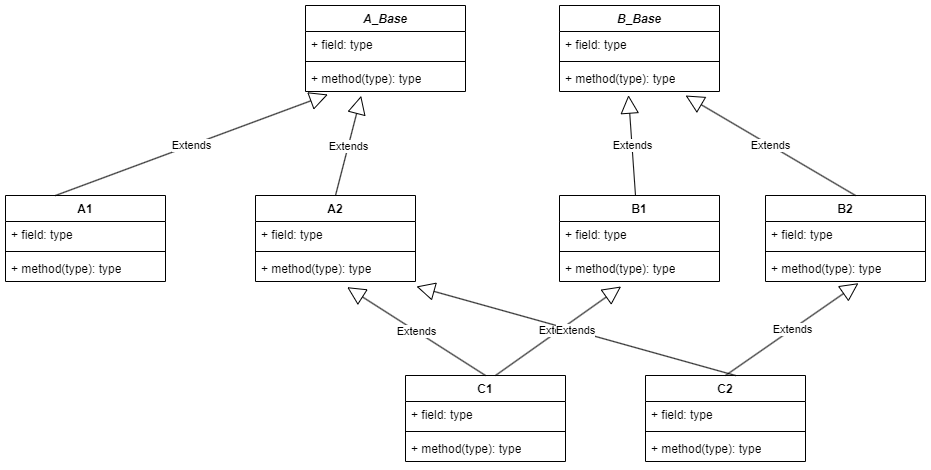 A_Base
+ field: type
+ method(type): type
B_Base
+ field: type
+ method(type): type
Extends
Extends
Extends
Extends
A1
+ field: type
+ method(type): type
A2
+ field: type
+ method(type): type
B1
+ field: type
+ method(type): type
B2
+ field: type
+ method(type): type
Extends
Ext
Extends
Extends
C1
+ field: type
+ method(type): type
C2
+ field: type
+ method(type): type